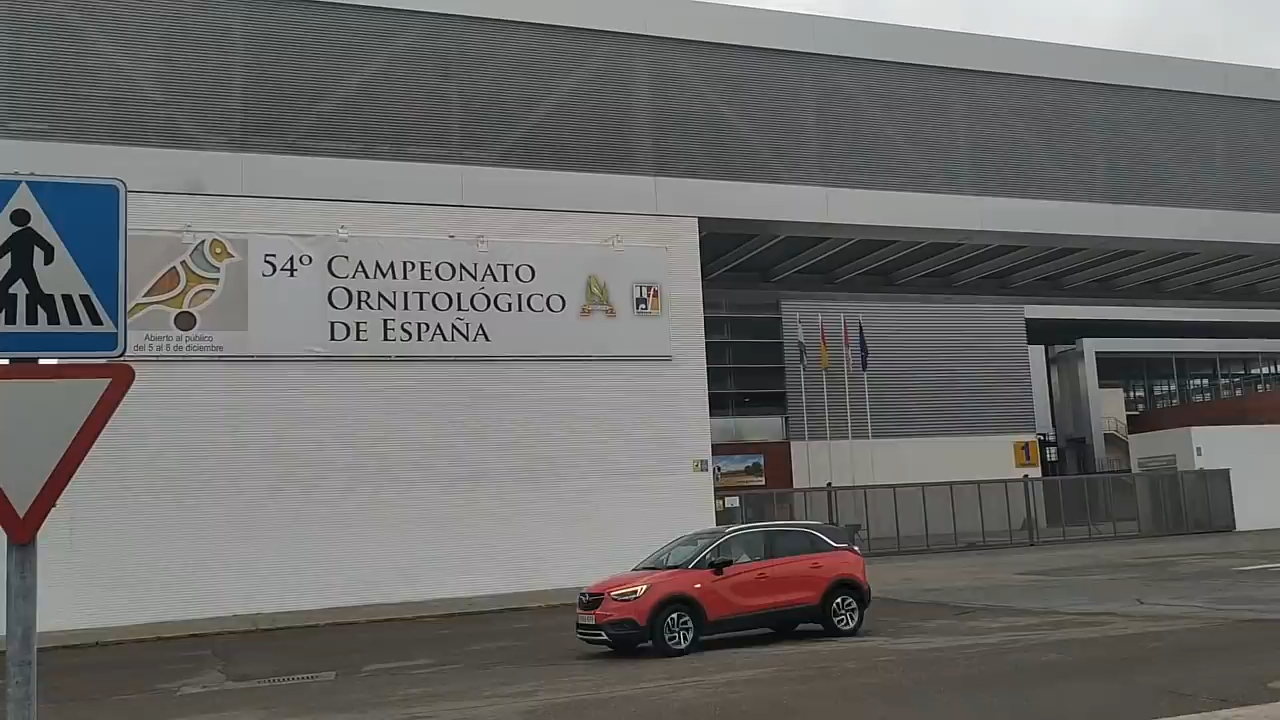 54º CAMPEONATO
ORNITOLÓGICO
DE ESPAÑA
Abierto al público
del 5 al 8 de diciembre
1